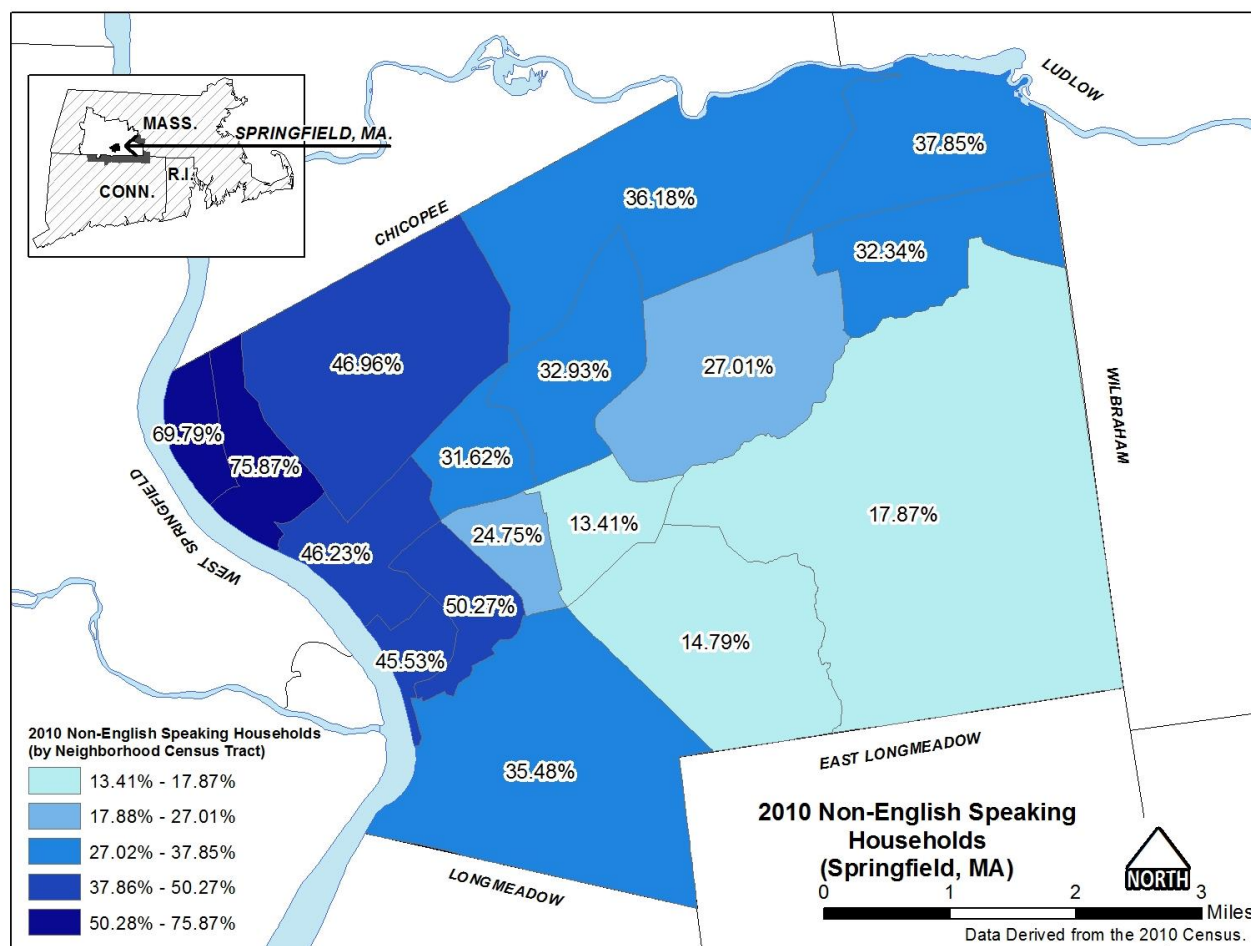 MASS.
SPRINGFIELD, MA.
R.I.
CONN.
LUDLOW
CHICOPEE
WILBRAHAM
WEST SPRINGFIELD
EAST LONGMEADOW
LONGMEADOW
37.85%
36.18%
32.34%
46.96%
32.93%
27.01%
69.79%
75.87%
31.62%
17.87%
13.41%
24.75%
46.23%
50.27%
14.79%
45.53%
35.48%
2010 Non-English Speaking Households
(by Neighborhood Census Tract)
13.41% - 17.87%
17.88% - 27.01%
27.02% - 37.85%
37.86% - 50.27%
50.28% - 75.87%
2010 Non-English Speaking
Households
(Springfield, MA)
NORTH
0 1 2 3
Miles
Data Derived from the 2010 Census.